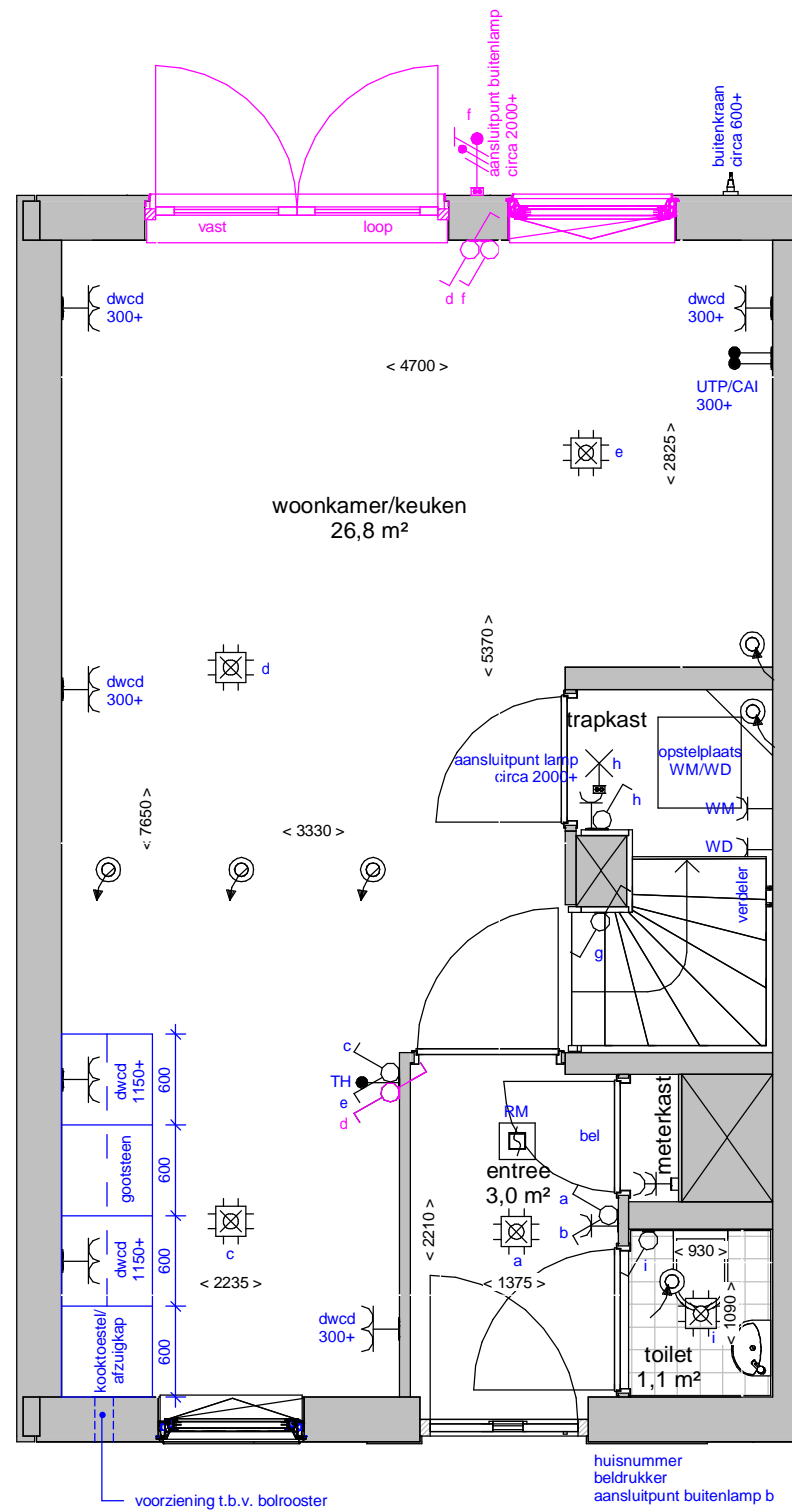 aansluitpunt buitenlamp
circa 2000+
f
buitenkraan
circa 600+
vast
loop
d f
dwcd
300+
dwcd
300+
< 4700 >
UTP/CAI
300+
e
< 2825 >
woonkamer/keuken
26,8 m²
< 5370 >
d
dwcd
300+
trapkast
aansluitpunt lamp
circa 2000+
h
h
opstelplaats
WM/WD
WM
WD
< 7650 >
< 3330 >
verdeler
g
c
TH
e
d
dwcd
1150+
600
gootsteen
600
dwcd
1150+
600
kooktoestel/
afzuigkap
600
RM
bel
meterkast
entree
3,0 m²
a
b
a
c
< 2210 >
< 2235 >
< 1375 >
i
< 930 >
< 1090 >
i
dwcd
300+
toilet
1,1 m²
voorziening t.b.v. bolrooster
huisnummer
beldrukker
aansluitpunt buitenlamp b